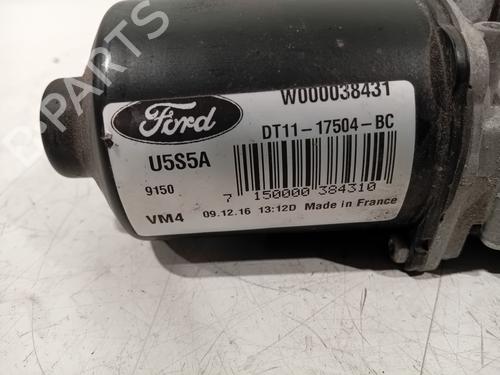 W000038431
Ford
DT11-17504-BC
U5S5A
9150
7 150000 384310
VM4 09.12.16 13:12D Made in France
B-PARTS